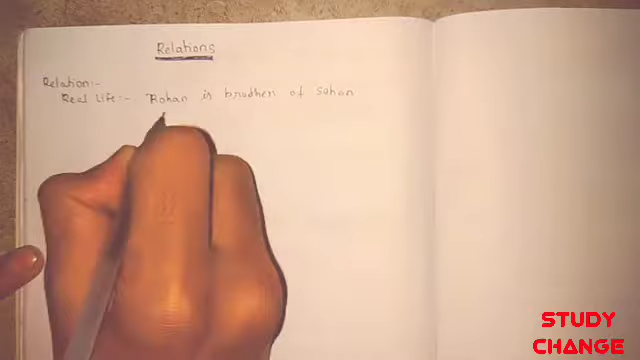 Relations
Relation:-
Real Life:- Rohan is brother of Sohan
STUDY
CHANGE